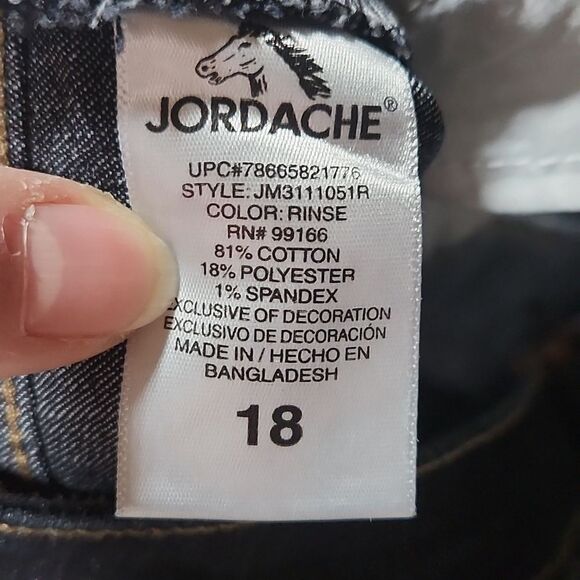 JORDACHE®
UPC#78665821776
STYLE: JM3111051R
COLOR: RINSE
RN# 99166
81% COTTON
18% POLYESTER
1% SPANDEX
EXCLUSIVE OF DECORATION
EXCLUSIVO DE DECORACIÓN
MADE IN / HECHO EN
BANGLADESH
18